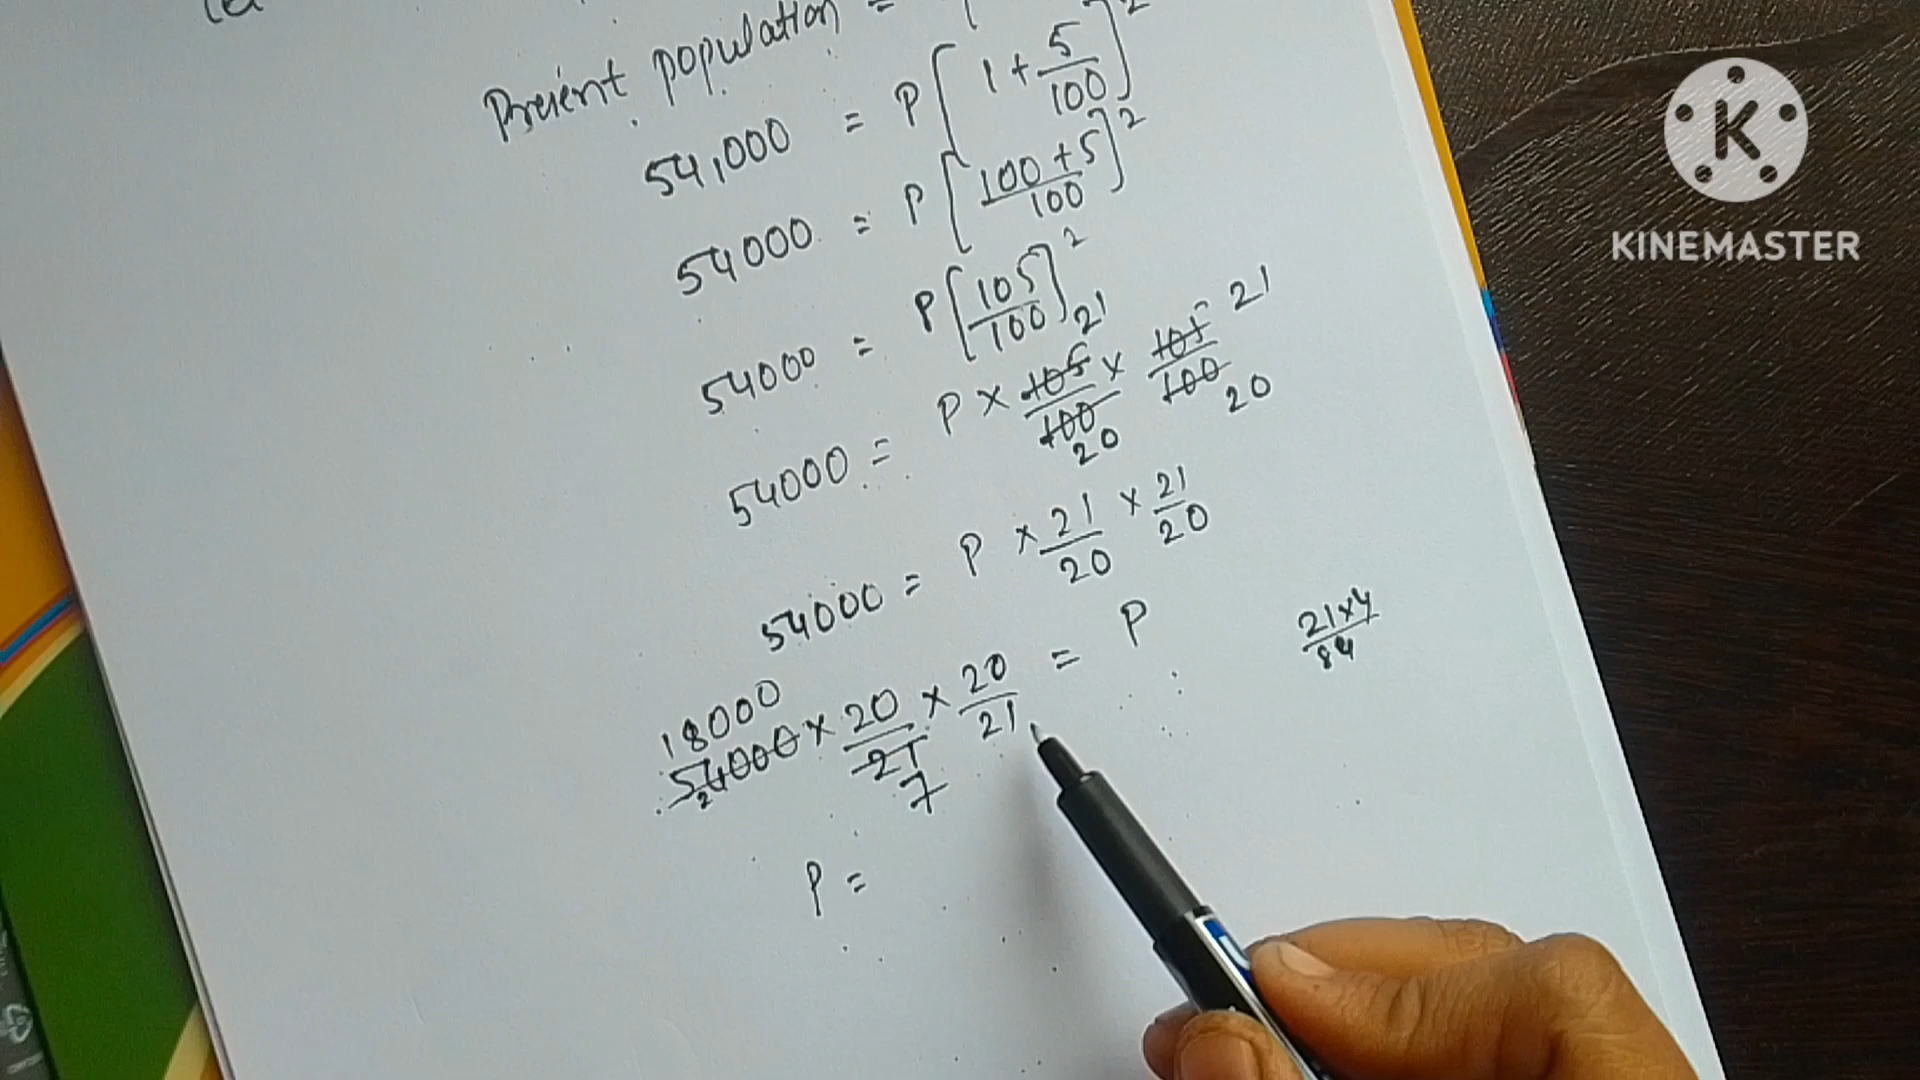 Present population =
54,000 = P[1 + 5/100]²
54000 = P[100 + 5/100]²
54000 = P[105/100]²
21 21
54000 = P × 105/100 × 105/100
20 20
54000 = P × 21/20 × 21/20
18000
54000 × 20/21 × 20/21 = P
2 7
P =
21×4
84
K
KINEMASTER